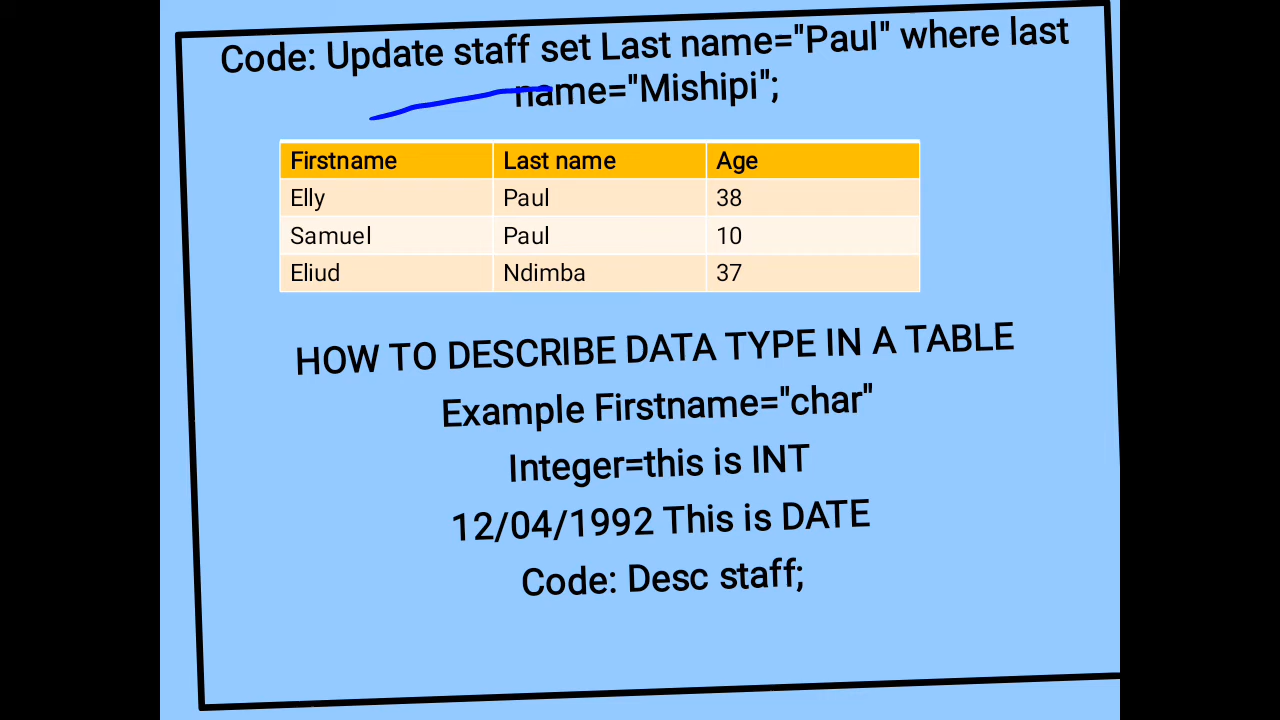 Code: Update staff set Last name="Paul" where last
name="Mishipi";
Firstname Last name Age
Elly Paul 38
Samuel Paul 10
Eliud Ndimba 37
HOW TO DESCRIBE DATA TYPE IN A TABLE
Example Firstname="char"
Integer=this is INT
12/04/1992 This is DATE
Code: Desc staff;